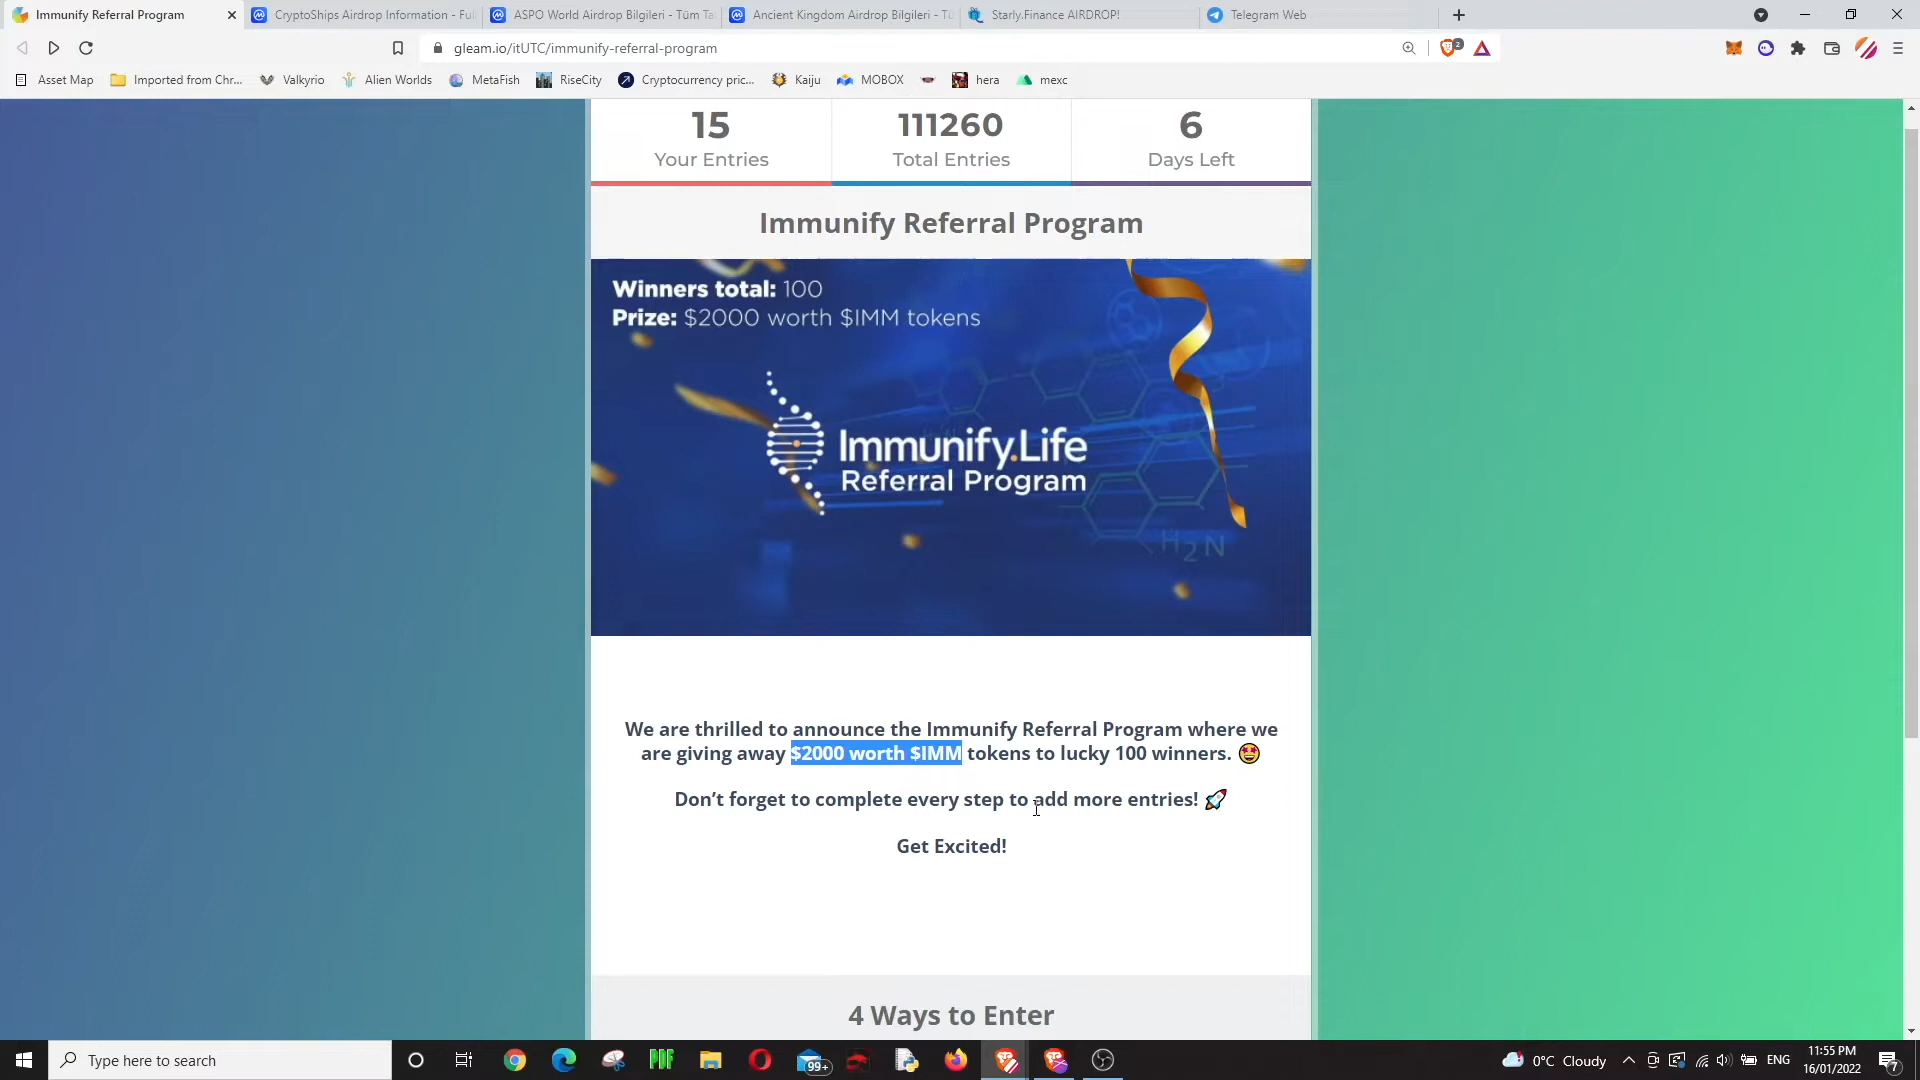 Immunify Referral Program
CryptoShips Airdrop Information - Ful
ASPO World Airdrop Bilgileri - Tüm Ta
Ancient Kingdom Airdrop Bilgileri - Tü
Starly.Finance AIRDROP!
Telegram Web
gleam.io/itUTC/immunify-referral-program
2
Asset Map
Imported from Chr...
Valkyrio
Alien Worlds
MetaFish
RiseCity
Cryptocurrency pric...
Kaiju
MOBOX
hera
mexc
15
Your Entries
111260
Total Entries
6
Days Left
Immunify Referral Program
Winners total: 100
Prize: $2000 worth $IMM tokens
Immunify.Life
Referral Program
H2N
We are thrilled to announce the Immunify Referral Program where we
are giving away $2000 worth $IMM tokens to lucky 100 winners. 🤩
Don’t forget to complete every step to add more entries! 🚀
Get Excited!
4 Ways to Enter
Type here to search
PDF
99+
0°C Cloudy
ENG
11:55 PM
16/01/2022
7